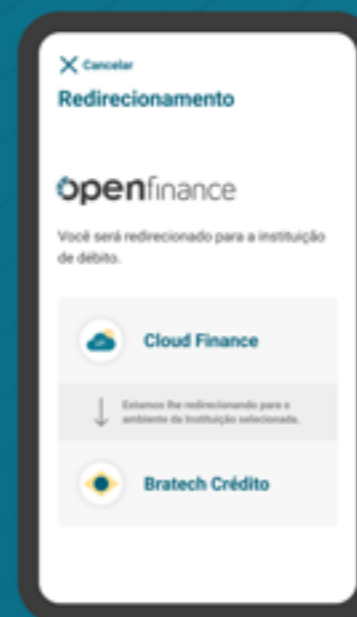 Cancelar
Redirecionamento
openfinance
Você será redirecionado para a instituição
de débito.
Cloud Finance
Estamos lhe redirecionando para o
ambiente da Instituição selecionada.
Bratech Crédito